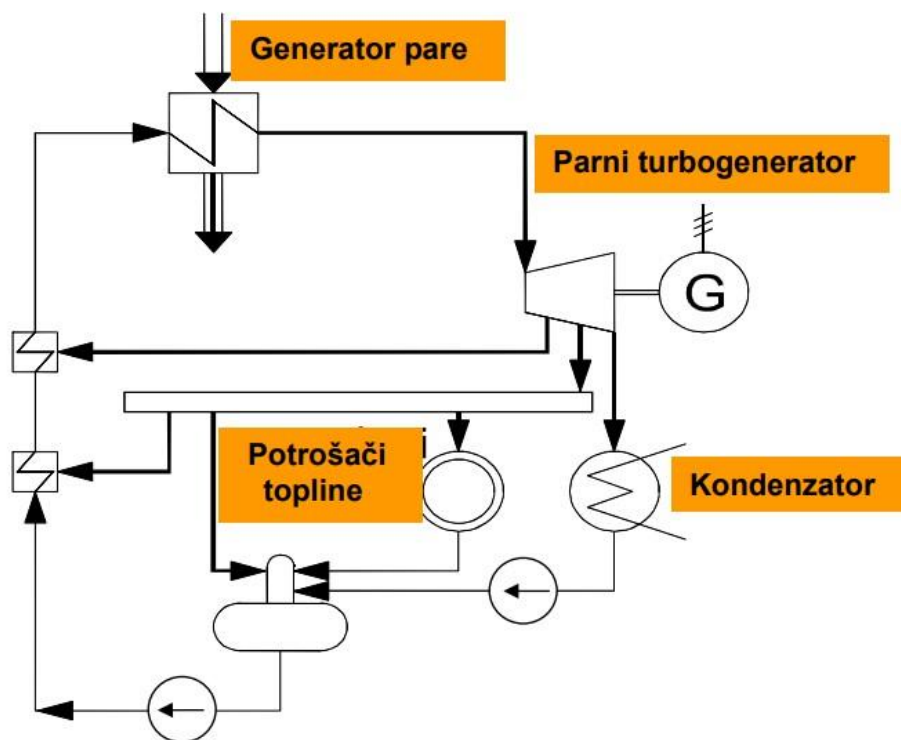 Generator pare
Parni turbogenerator
G
Potrošači
topline
Kondenzator